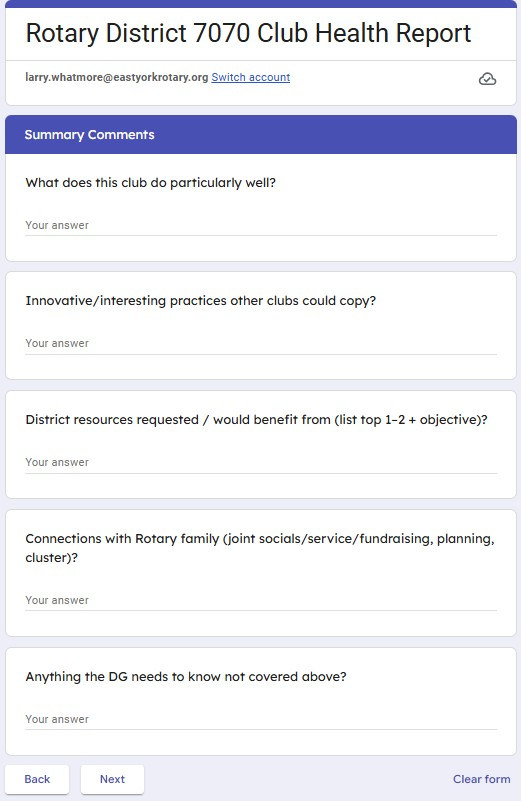 Rotary District 7070 Club Health Report
larry.whatmore@eastyorkrotary.org Switch account
Summary Comments
What does this club do particularly well?
Your answer
Innovative/interesting practices other clubs could copy?
Your answer
District resources requested / would benefit from (list top 1–2 + objective)?
Your answer
Connections with Rotary family (joint socials/service/fundraising, planning,
cluster)?
Your answer
Anything the DG needs to know not covered above?
Your answer
Back Next Clear form